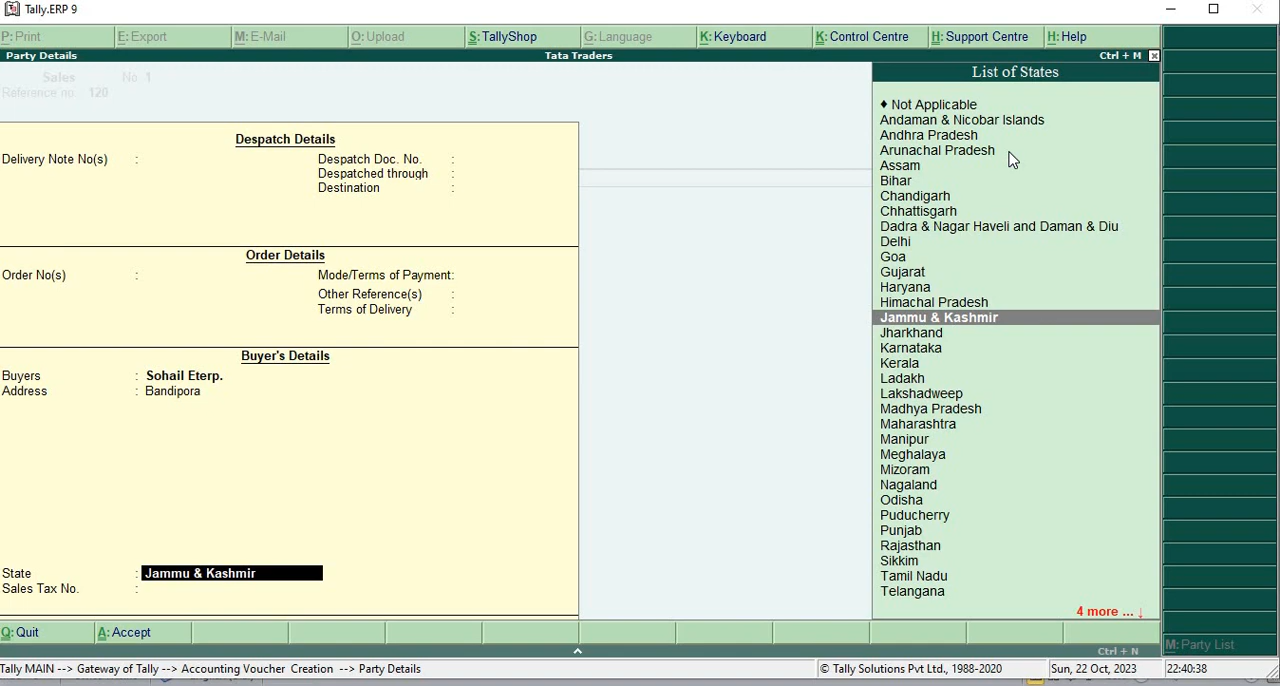 Tally.ERP 9
P: Print E: Export M: E-Mail O: Upload S: TallyShop G: Language K: Keyboard K: Control Centre H: Support Centre H: Help
Party Details Tata Traders Ctrl + M
List of States
Sales No. 1
Reference no. 120
♦ Not Applicable
Andaman & Nicobar Islands
Andhra Pradesh
Arunachal Pradesh
Assam
Bihar
Chandigarh
Chhattisgarh
Dadra & Nagar Haveli and Daman & Diu
Delhi
Goa
Gujarat
Haryana
Himachal Pradesh
Jammu & Kashmir
Jharkhand
Karnataka
Kerala
Ladakh
Lakshadweep
Madhya Pradesh
Maharashtra
Manipur
Meghalaya
Mizoram
Nagaland
Odisha
Puducherry
Punjab
Rajasthan
Sikkim
Tamil Nadu
Telangana
4 more ... ↓
Despatch Details
Delivery Note No(s) : Despatch Doc. No. :
Despatched through :
Destination :
Order Details
Order No(s) : Mode/Terms of Payment:
Other Reference(s) :
Terms of Delivery :
Buyer's Details
Buyers : Sohail Eterp.
Address : Bandipora
State : Jammu & Kashmir
Sales Tax No. :
Q: Quit A: Accept
M: Party List
Ctrl + N
Tally MAIN --> Gateway of Tally --> Accounting Voucher Creation --> Party Details © Tally Solutions Pvt Ltd., 1988-2020 Sun, 22 Oct, 2023 22:40:38